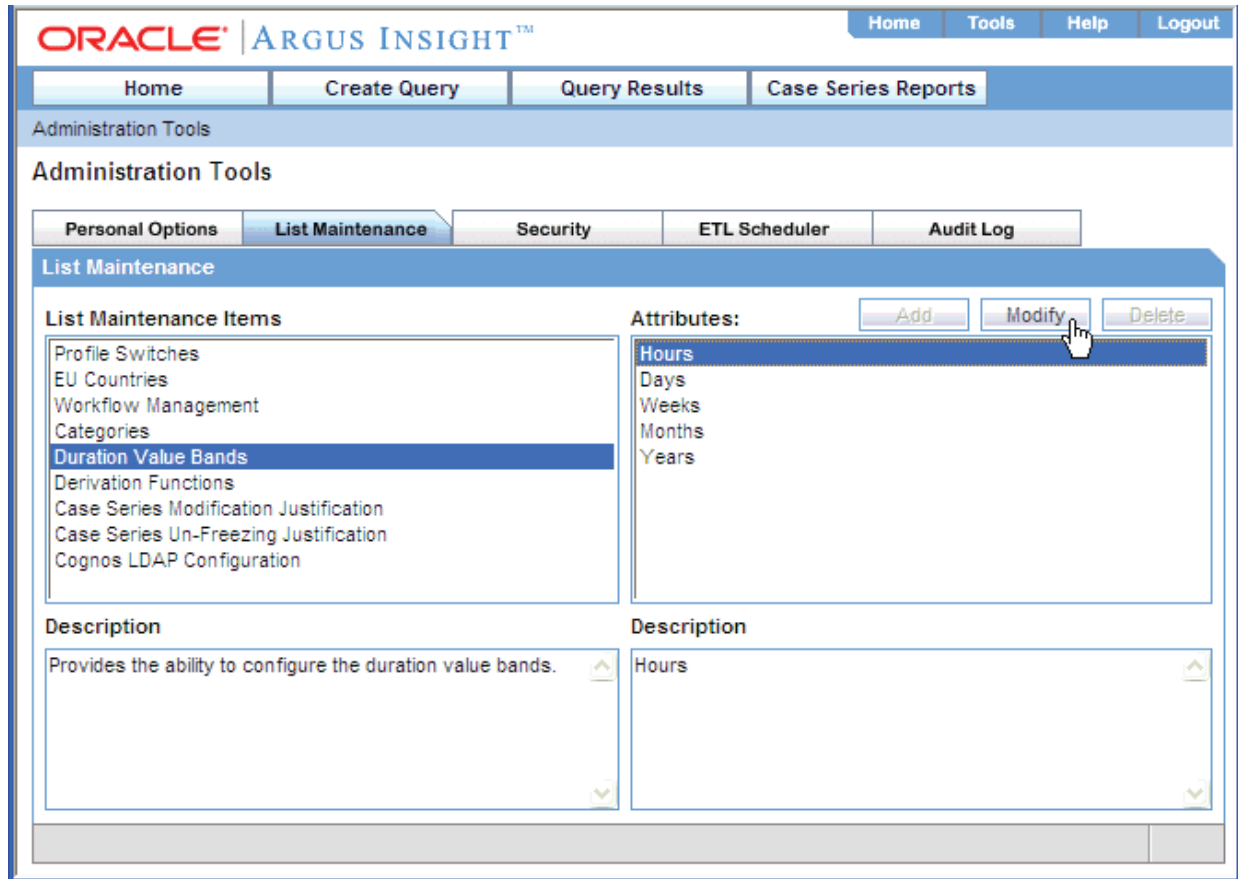 ORACLE® | ARGUS INSIGHT™
Home Tools Help Logout
Home Create Query Query Results Case Series Reports
Administration Tools
Administration Tools
Personal Options List Maintenance Security ETL Scheduler Audit Log
List Maintenance
List Maintenance Items
Profile Switches
EU Countries
Workflow Management
Categories
Duration Value Bands
Derivation Functions
Case Series Modification Justification
Case Series Un-Freezing Justification
Cognos LDAP Configuration
Attributes: Add Modify Delete
Hours
Days
Weeks
Months
Years
Description
Provides the ability to configure the duration value bands.
Description
Hours